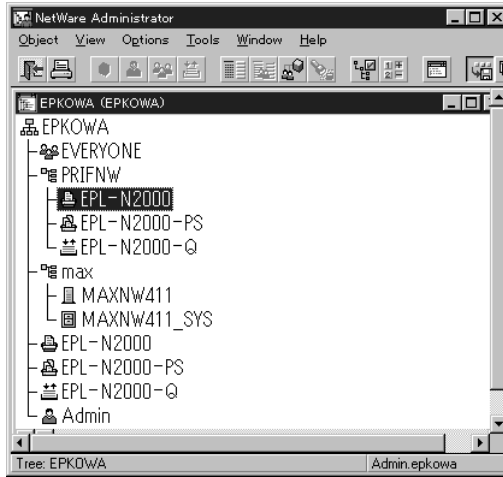 NetWare Administrator
Object View Options Tools Window Help
EPKOWA (EPKOWA)
EPKOWA
EVERYONE
PRIFNW
EPL-N2000
EPL-N2000-PS
EPL-N2000-Q
max
MAXNW411
MAXNW411_SYS
EPL-N2000
EPL-N2000-PS
EPL-N2000-Q
Admin
Tree: EPKOWA Admin.epkowa